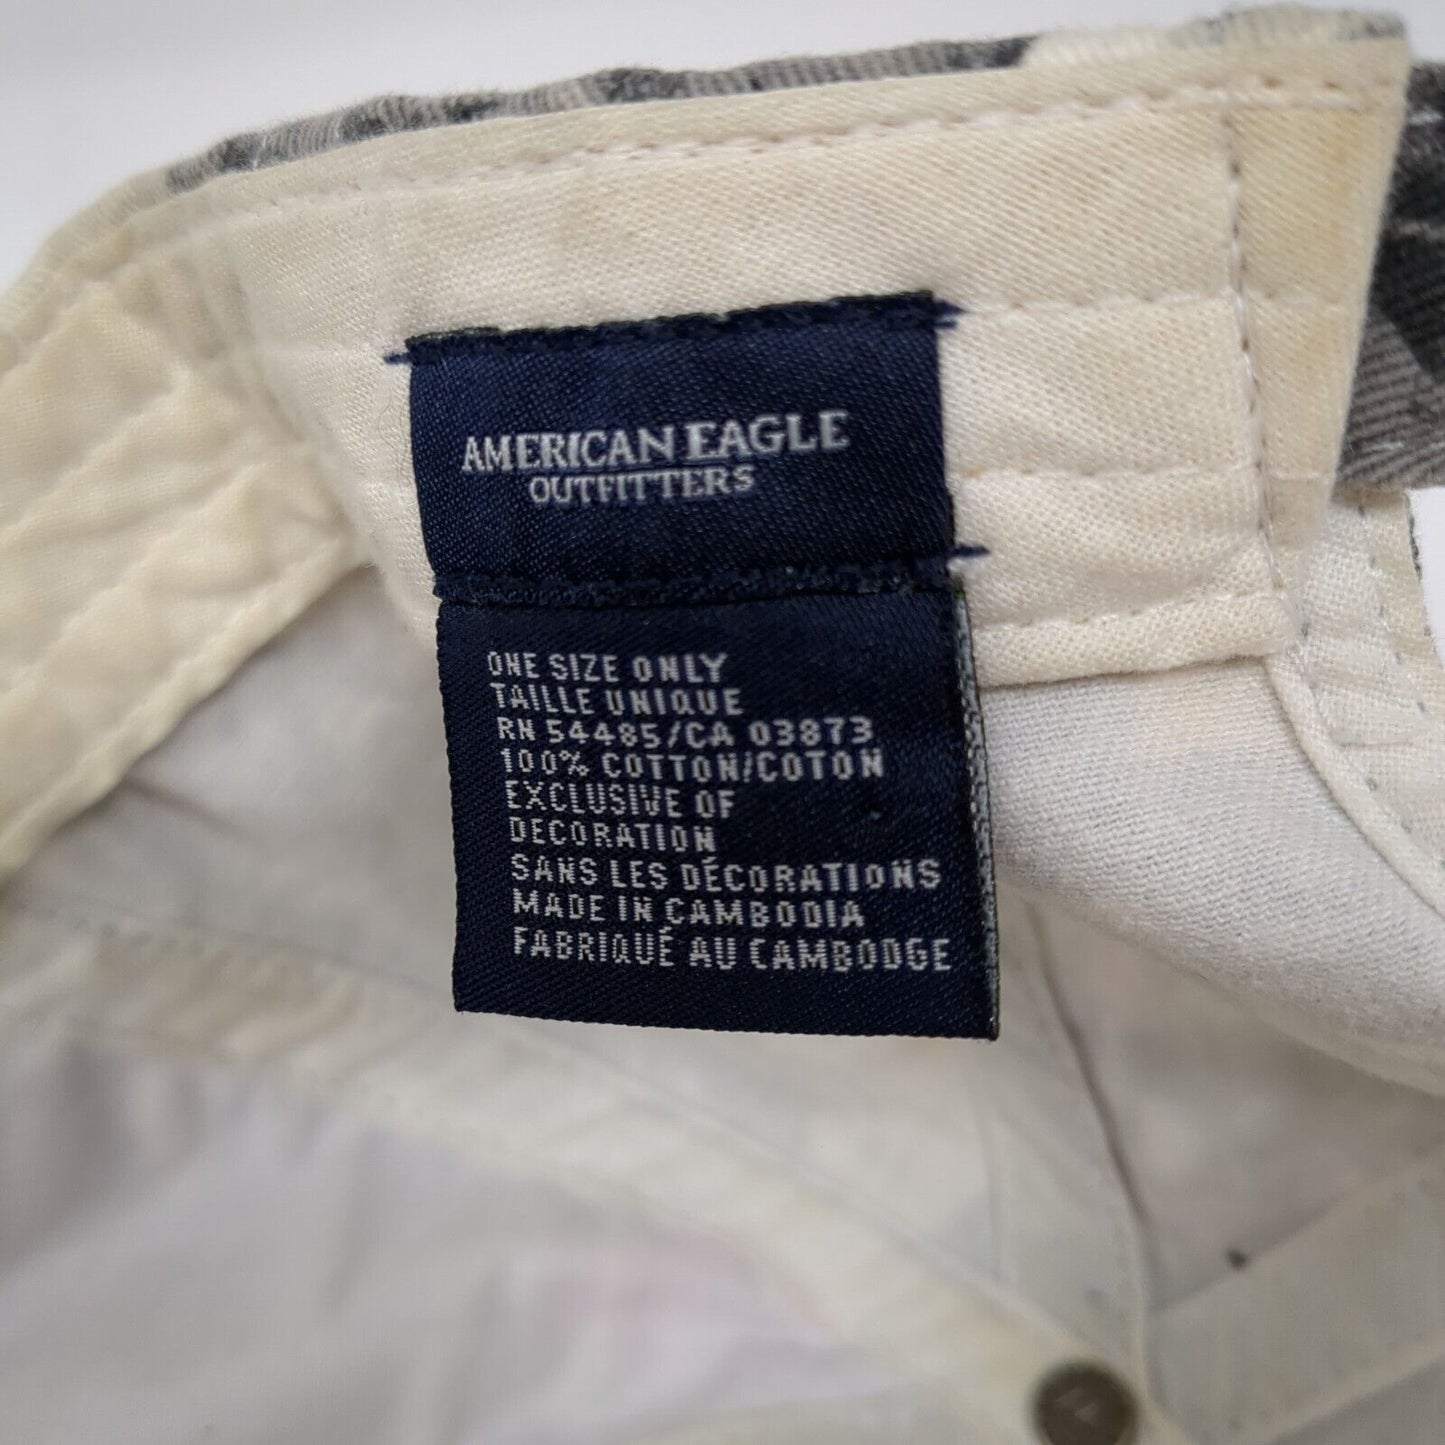 AMERICAN EAGLE
OUTFITTERS
ONE SIZE ONLY
TAILLE UNIQUE
RN 54485/CA 03873
100% COTTON/COTON
EXCLUSIVE OF
DECORATION
SANS LES DÉCORATIONS
MADE IN CAMBODIA
FABRIQUÉ AU CAMBODGE